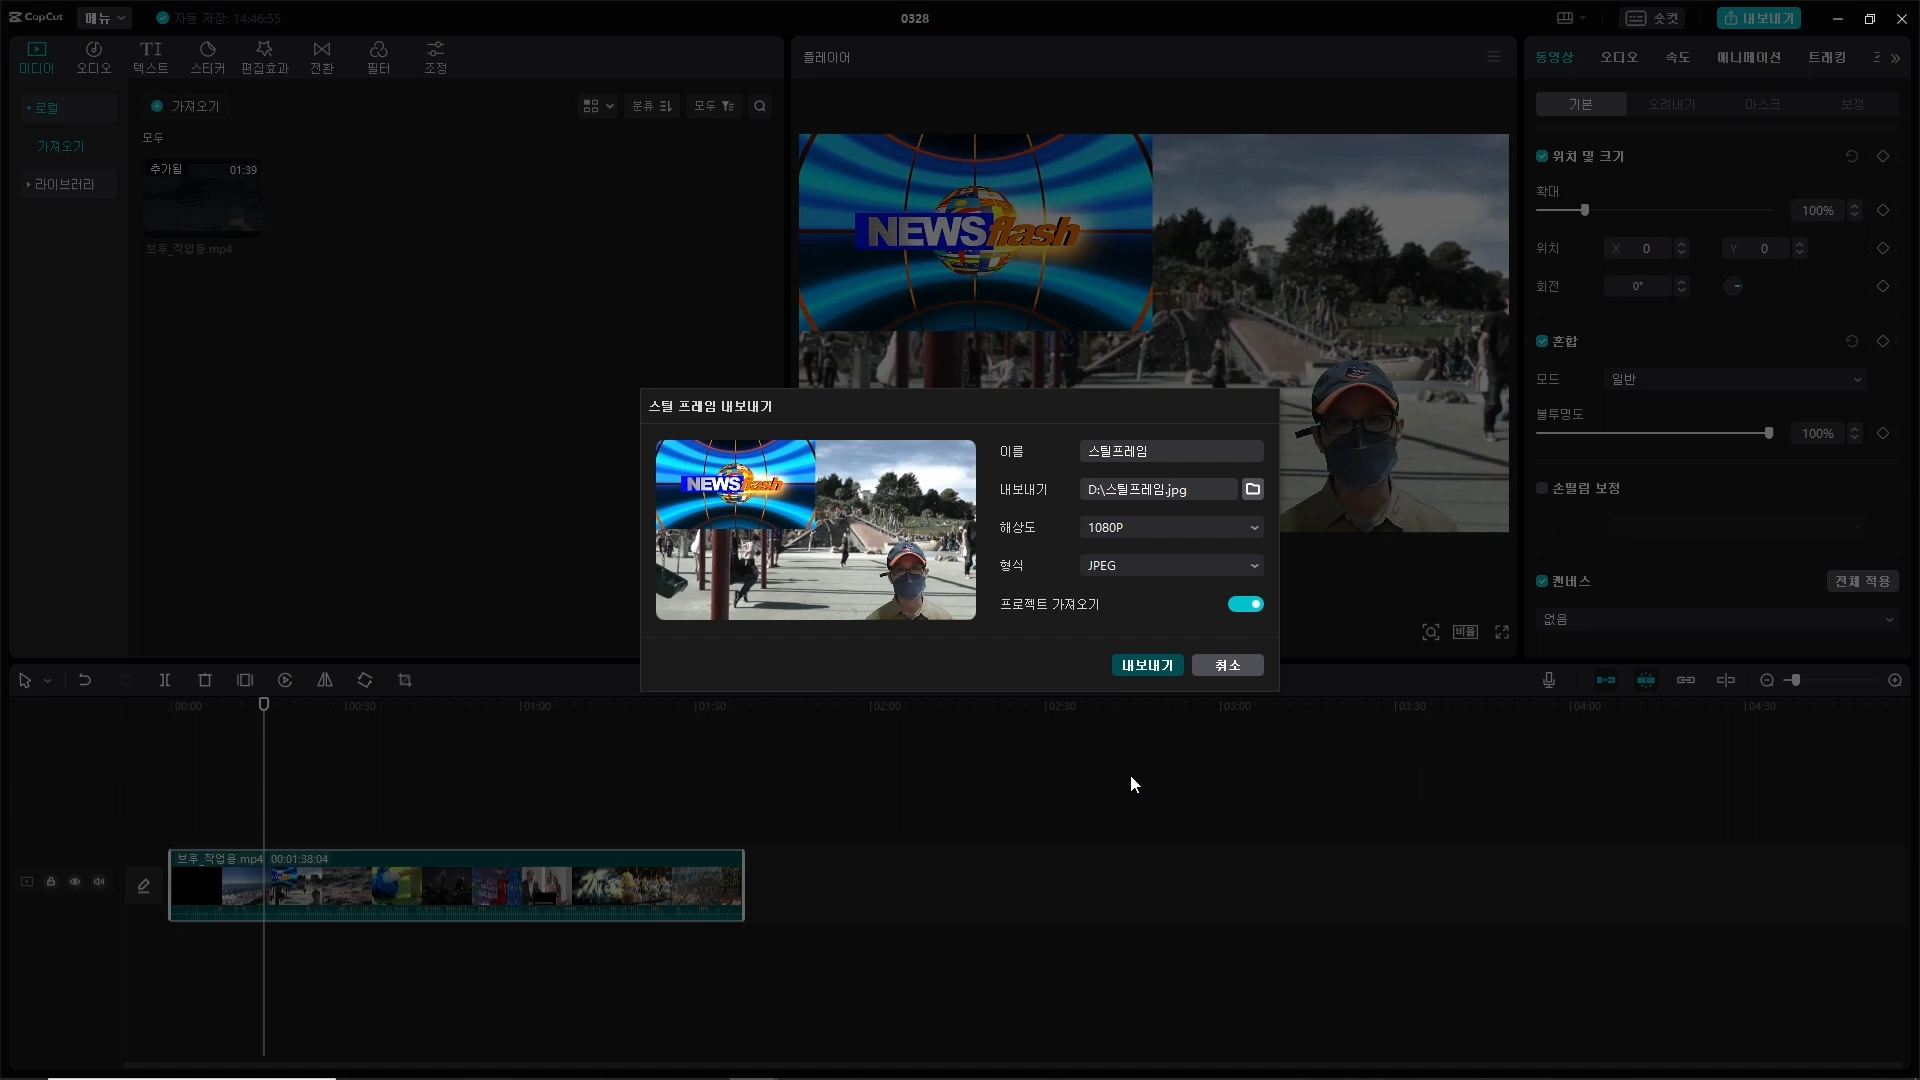 CapCut
메뉴
자동 저장: 14:46:55
0328
숏컷
내보내기
미디어
오디오
텍스트
스티커
편집효과
전환
필터
조정
로컬
가져오기
라이브러리
가져오기
분류
모두
모두
추가됨
01:39
브루_작업용.mp4
플레이어
NEWSflash
비율
동영상
오디오
속도
애니메이션
트래킹
기본
오려내기
마스크
보정
위치 및 크기
확대
100%
위치
X 0
Y 0
회전
0°
혼합
모드
일반
불투명도
100%
손떨림 보정
캔버스
전체 적용
없음
스틸 프레임 내보내기
NEWSflash
이름
스틸프레임
내보내기
D:\스틸프레임.jpg
해상도
1080P
형식
JPEG
프로젝트 가져오기
내보내기
취소
00:00
00:30
01:00
01:30
02:00
02:30
03:00
03:30
04:00
04:30
브루_작업용.mp4 00:01:38:04